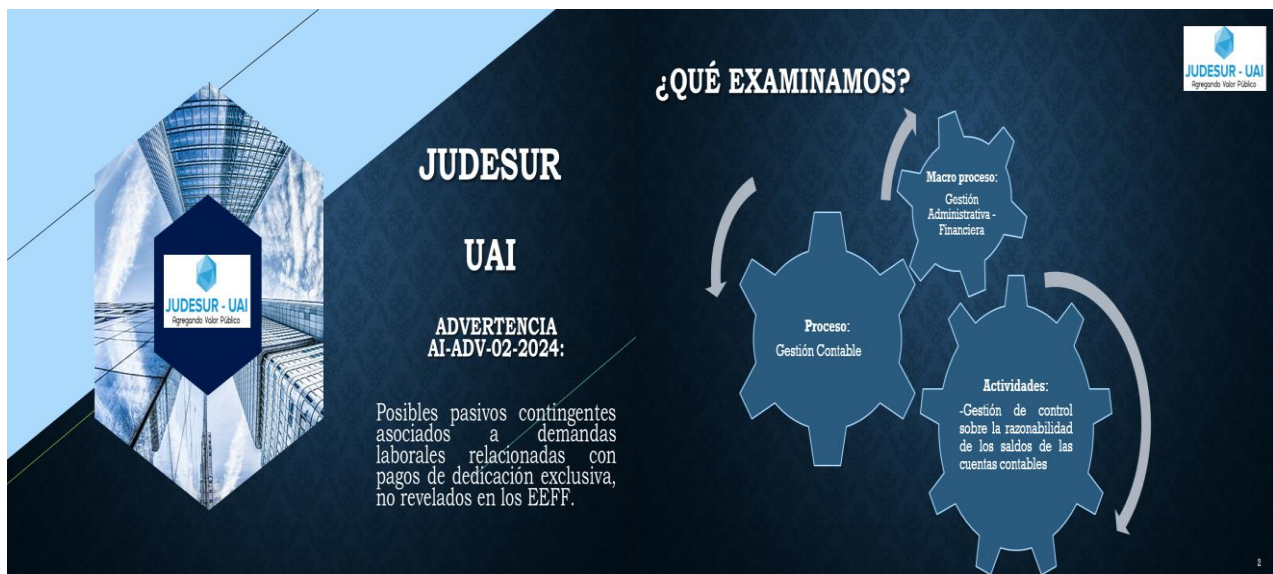 JUDESUR - UAI
Agregando Valor Público
JUDESUR
UAI
ADVERTENCIA
AI-ADV-02-2024:
Posibles pasivos contingentes
asociados a demandas
laborales relacionadas con
pagos de dedicación exclusiva,
no revelados en los EEFF.
¿QUÉ EXAMINAMOS?
JUDESUR - UAI
Agregando Valor Público
Macro proceso:
Gestión
Administrativa -
Financiera
Proceso:
Gestión Contable
Actividades:
-Gestión de control
sobre la razonabilidad
de los saldos de las
cuentas contables
2